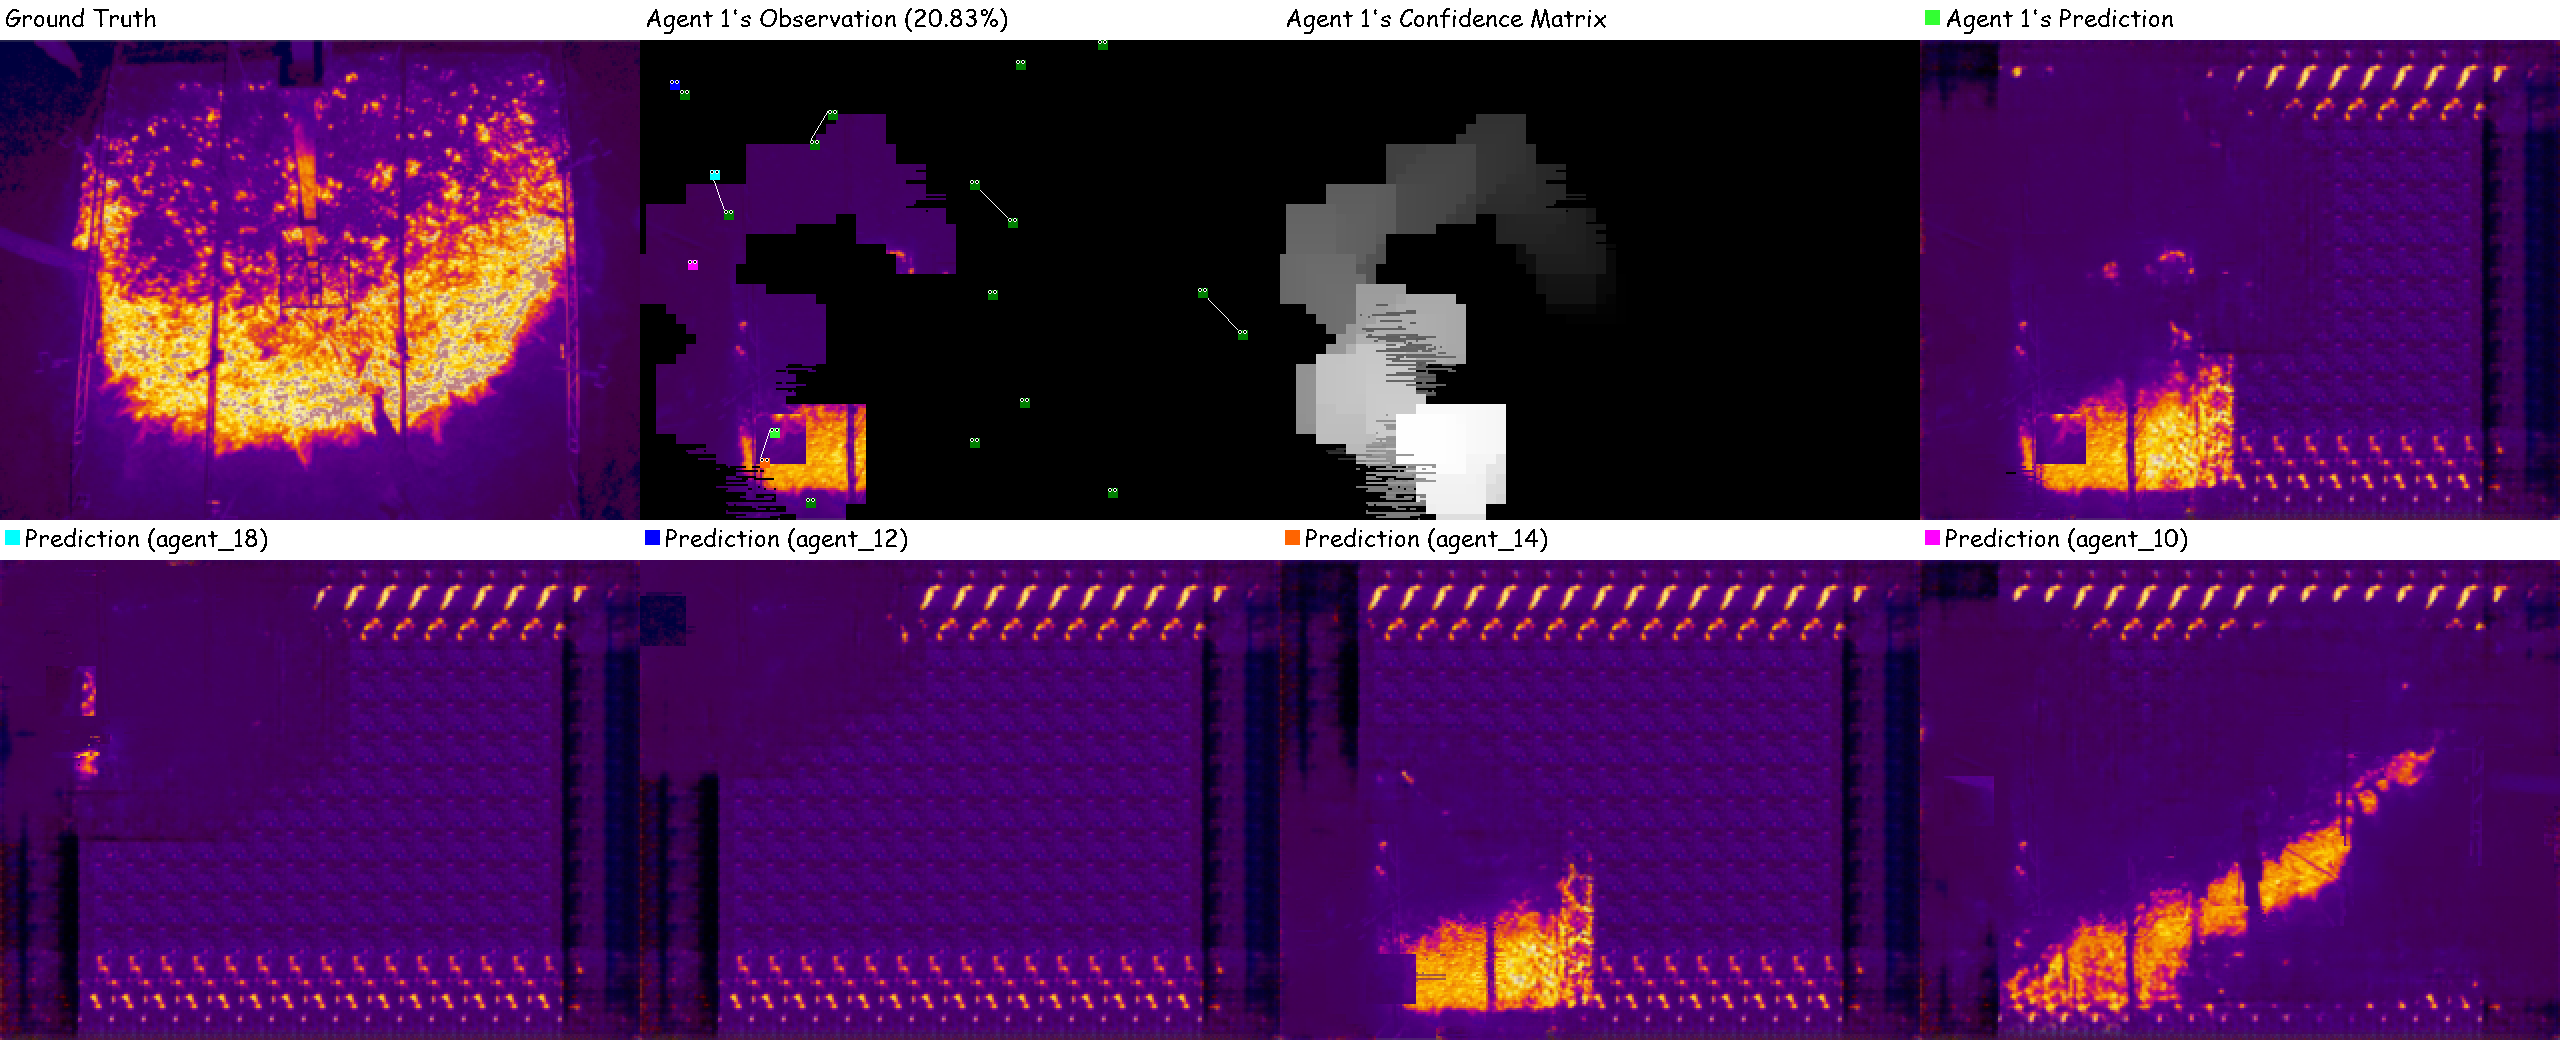 Ground Truth
Agent 1's Observation (20.83%)
Agent 1's Confidence Matrix
Agent 1's Prediction
Prediction (agent_18)
Prediction (agent_12)
Prediction (agent_14)
Prediction (agent_10)